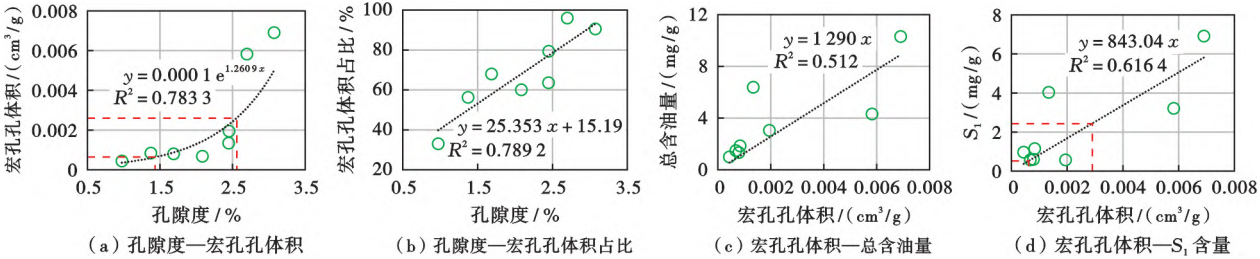 0.008
0.006
0.004
0.002
0
0.5
1.5
2.5
3.5
宏孔孔体积/(cm³/g)
y=0.000 1 e^1.2609x
R²=0.783 3
孔隙度/%
(a) 孔隙度—宏孔孔体积
100
80
60
40
20
0.5
1.5
2.5
3.5
宏孔孔体积占比/%
y=25.353 x+15.19
R²=0.789 2
孔隙度/%
(b) 孔隙度—宏孔孔体积占比
12
8
4
0
0
0.002
0.004
0.006
0.008
总含油量/(mg/g)
y=1 290 x
R²=0.512
宏孔孔体积/(cm³/g)
(c) 宏孔孔体积—总含油量
8
6
4
2
0
0
0.002
0.004
0.006
0.008
S₁/(mg/g)
y=843.04 x
R²=0.616 4
宏孔孔体积/(cm³/g)
(d) 宏孔孔体积—S₁含量